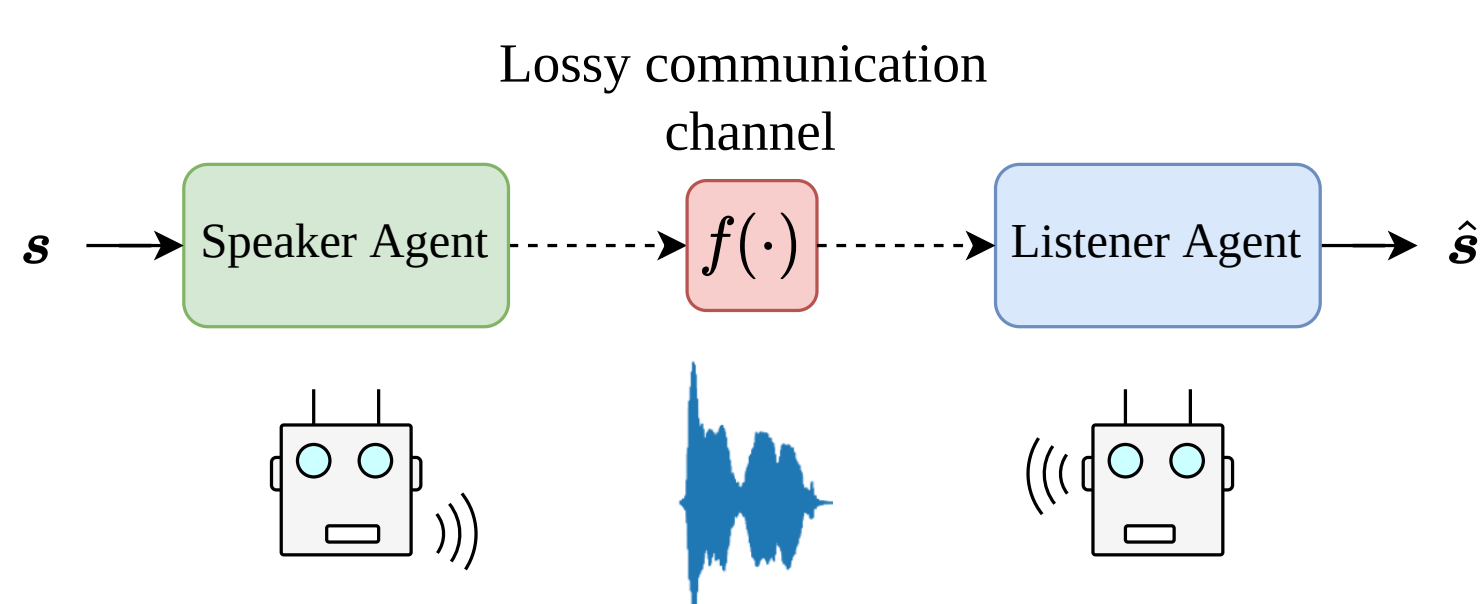 Lossy communication
channel
s
Speaker Agent
f(·)
Listener Agent
ŝ